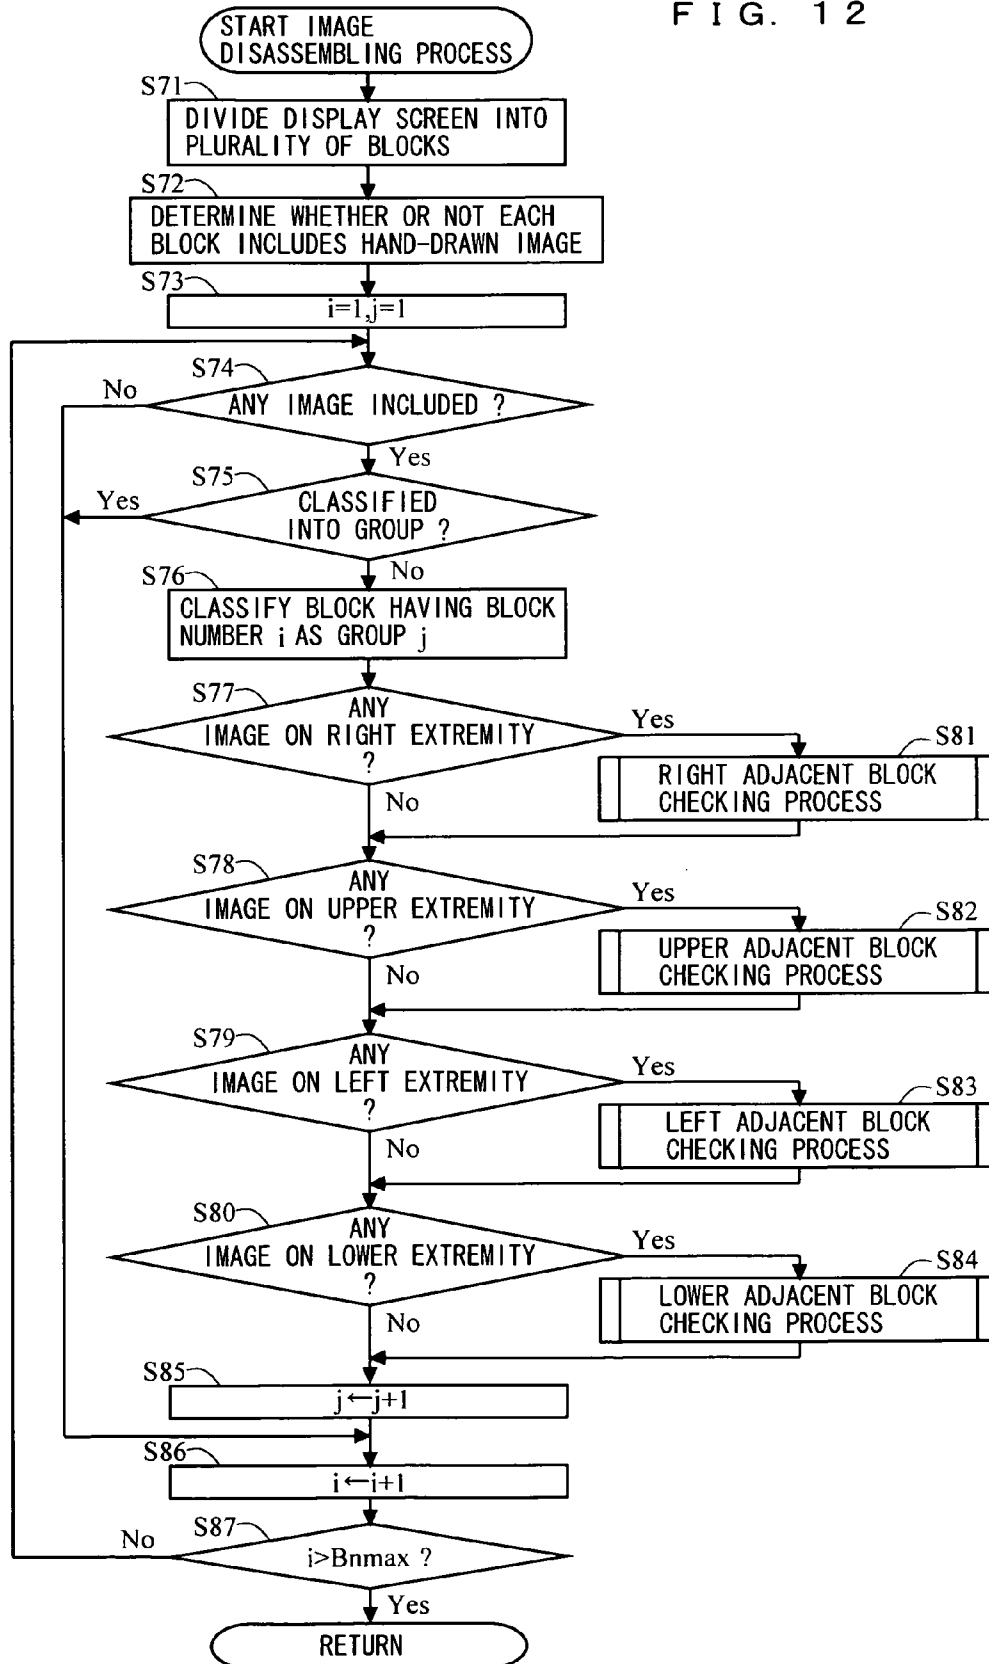 FIG. 12
START IMAGE
DISASSEMBLING PROCESS
S71
DIVIDE DISPLAY SCREEN INTO
PLURALITY OF BLOCKS
S72
DETERMINE WHETHER OR NOT EACH
BLOCK INCLUDES HAND-DRAWN IMAGE
S73
i=1,j=1
S74
No
ANY IMAGE INCLUDED ?
Yes
S75
Yes
CLASSIFIED
INTO GROUP ?
No
S76
CLASSIFY BLOCK HAVING BLOCK
NUMBER i AS GROUP j
S77
ANY
IMAGE ON RIGHT EXTREMITY
?
Yes
S81
RIGHT ADJACENT BLOCK
CHECKING PROCESS
No
S78
ANY
IMAGE ON UPPER EXTREMITY
?
Yes
S82
UPPER ADJACENT BLOCK
CHECKING PROCESS
No
S79
ANY
IMAGE ON LEFT EXTREMITY
?
Yes
S83
LEFT ADJACENT BLOCK
CHECKING PROCESS
No
S80
ANY
IMAGE ON LOWER EXTREMITY
?
Yes
S84
LOWER ADJACENT BLOCK
CHECKING PROCESS
No
S85
j←j+1
S86
i←i+1
S87
No
i>Bnmax ?
Yes
RETURN